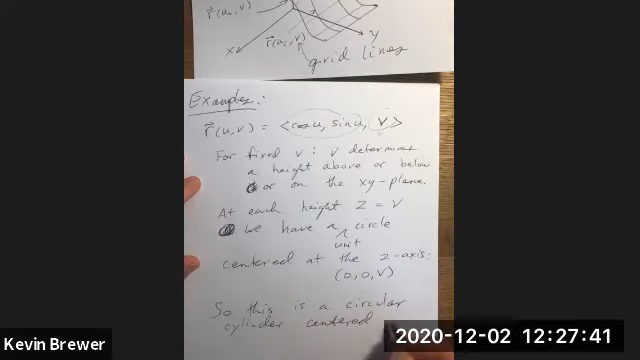 r⃗(u₀, v)
x
r⃗(u₁, v)
y
grid lines
Examples:
r⃗(u,v) = <cos u, sin u, v>
For fixed v : v determines
a height above or below
or on the xy-plane.
At each height z = v
we have a circle
unit
centered at the z-axis:
(0,0,v)
So this is a circular
cylinder centered
Kevin Brewer
2020-12-02 12:27:41